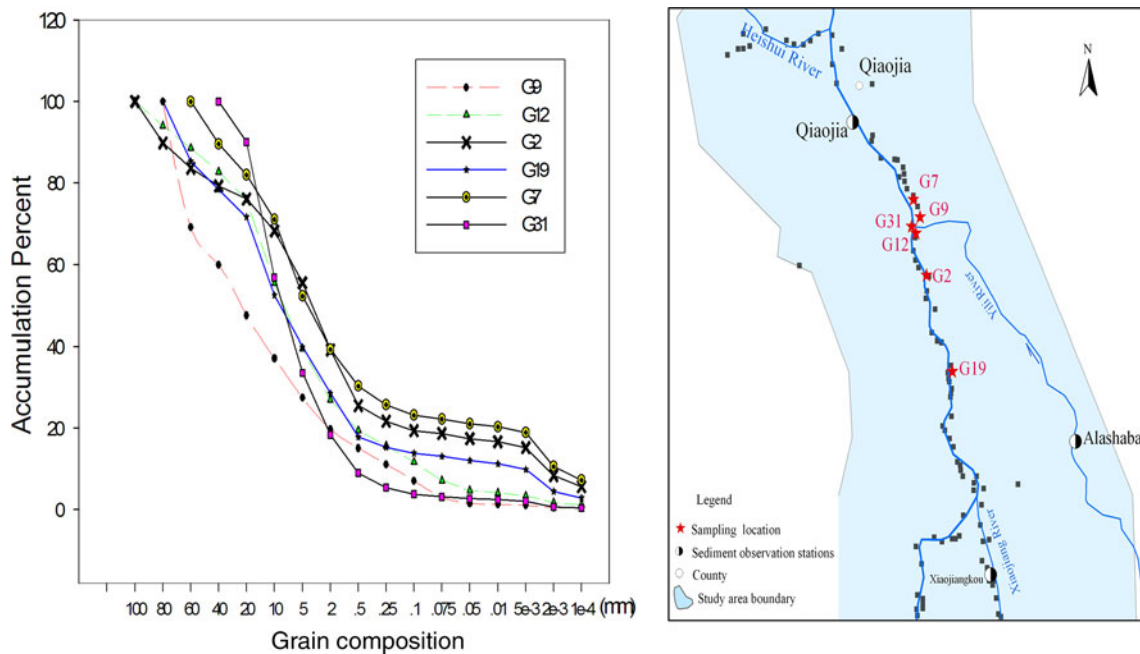 120
100
80
60
40
20
0
Accumulation Percent
G9
G12
G2
G19
G7
G31
100 80 60 40 20 10 5 2 .5 .25 .1 .075 .05 .01 5e-3 2e-3 1e-4 (mm)
Grain composition
Heishui River
N
Qiaojia
Qiaojia
G7
G9
G31
G12
G2
Yili River
G19
Alashaba
Xiaojiang River
Xiaojiangkou
Legend
Sampling location
Sediment observation stations
County
Study area boundary